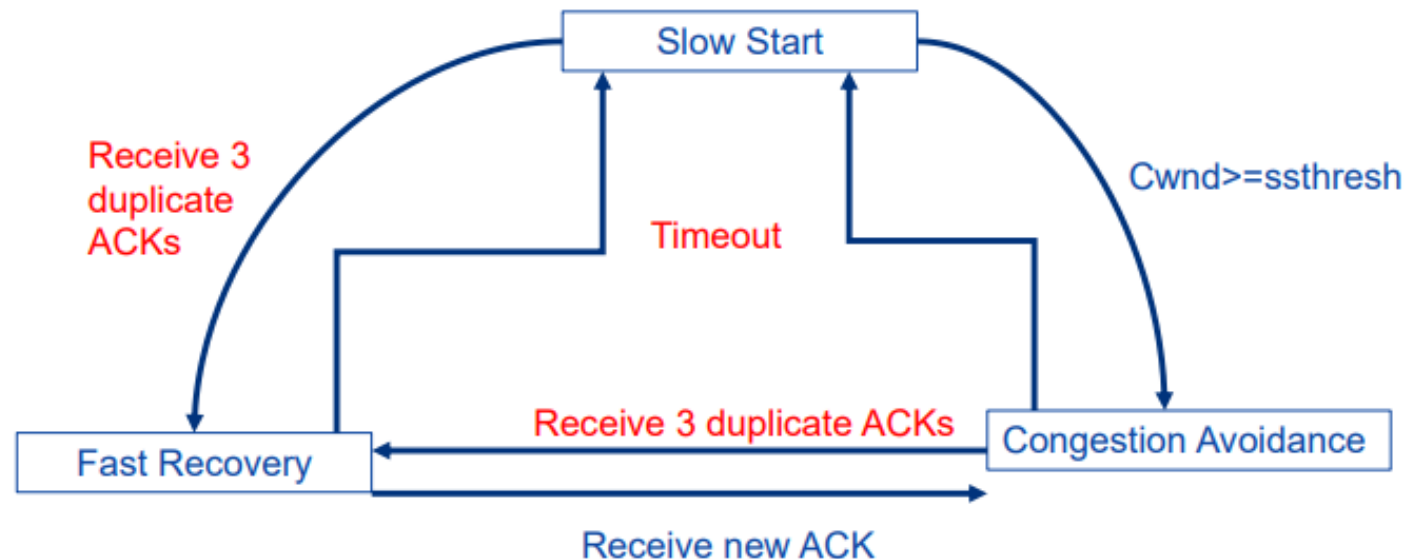 Slow Start
Receive 3
duplicate
ACKs
Cwnd>=ssthresh
Timeout
Receive 3 duplicate ACKs
Congestion Avoidance
Fast Recovery
Receive new ACK